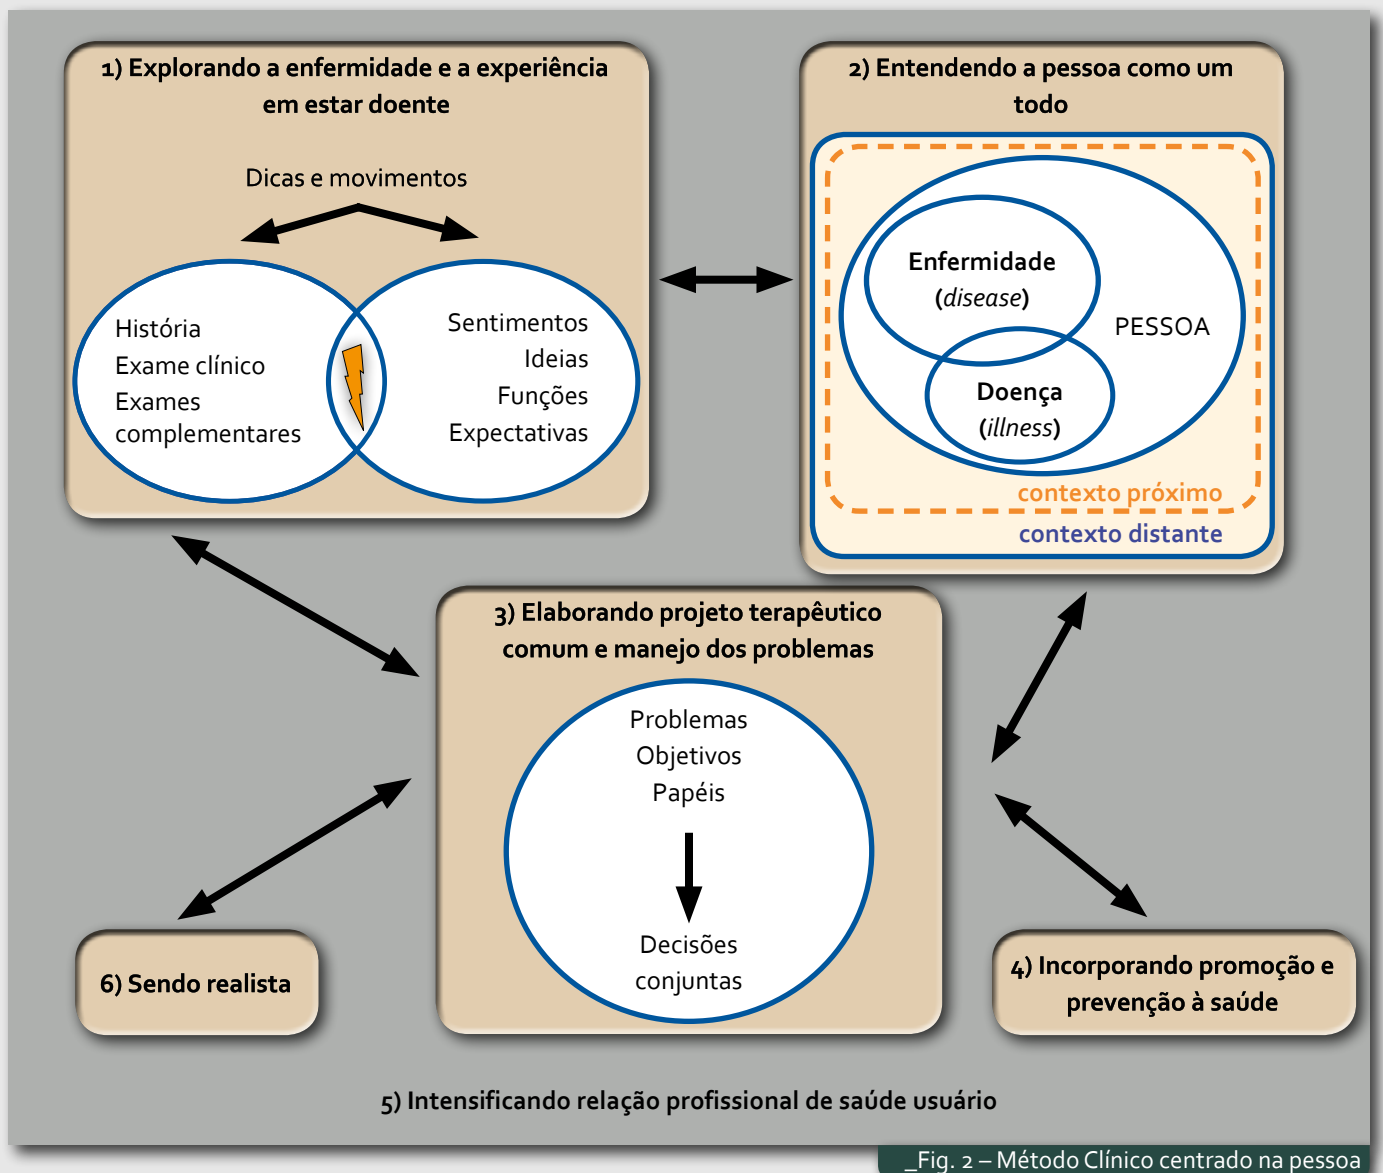 1) Explorando a enfermidade e a experiência
em estar doente
Dicas e movimentos
História
Exame clínico
Exames
complementares
Sentimentos
Ideias
Funções
Expectativas
2) Entendendo a pessoa como um
todo
Enfermidade
(disease)
PESSOA
Doença
(illness)
contexto próximo
contexto distante
3) Elaborando projeto terapêutico
comum e manejo dos problemas
Problemas
Objetivos
Papéis
Decisões
conjuntas
6) Sendo realista
4) Incorporando promoção e
prevenção à saúde
5) Intensificando relação profissional de saúde usuário
_Fig. 2 – Método Clínico centrado na pessoa